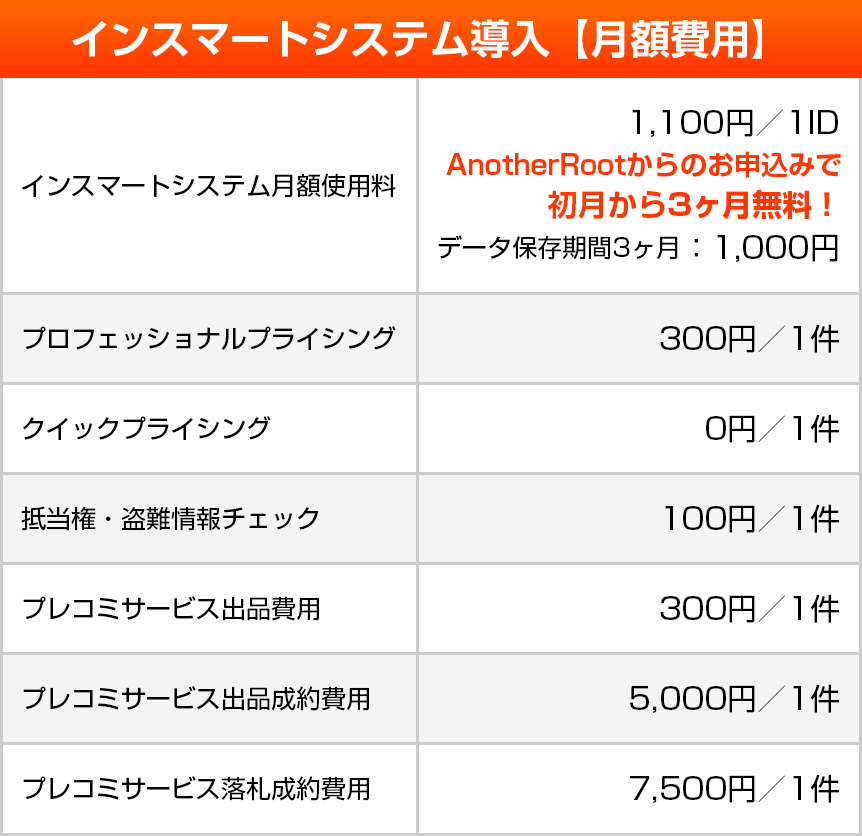 インスマートシステム導入【月額費用】
インスマートシステム月額使用料
1,100円／1ID
AnotherRootからのお申込みで
初月から3ヶ月無料！
データ保存期間3ヶ月：1,000円
プロフェッショナルプライシング
300円／1件
クイックプライシング
0円／1件
抵当権・盗難情報チェック
100円／1件
プレコミサービス出品費用
300円／1件
プレコミサービス出品成約費用
5,000円／1件
プレコミサービス落札成約費用
7,500円／1件